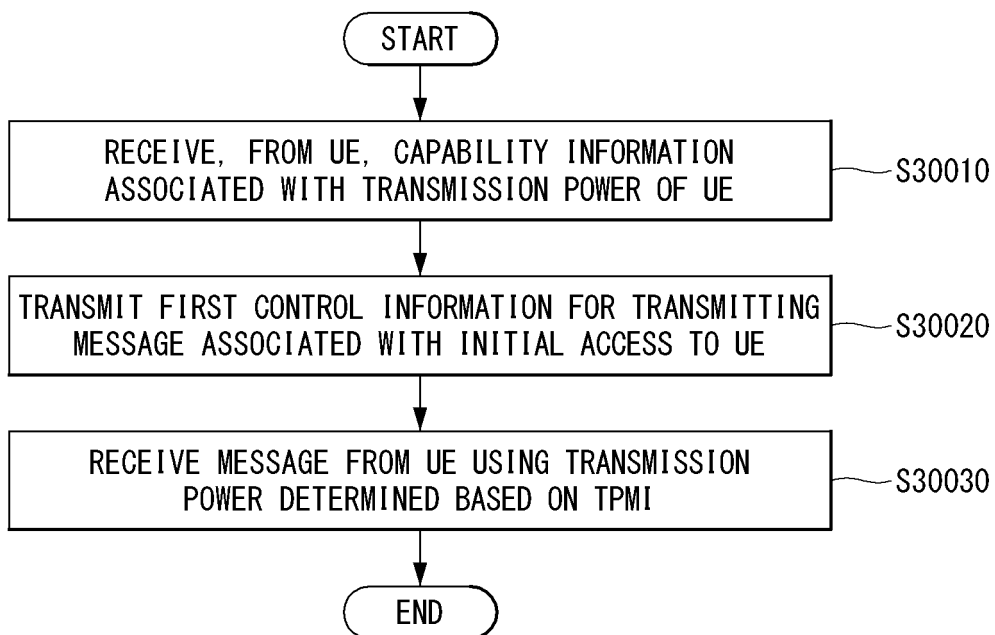 START
RECEIVE, FROM UE, CAPABILITY INFORMATION
ASSOCIATED WITH TRANSMISSION POWER OF UE
S30010
TRANSMIT FIRST CONTROL INFORMATION FOR TRANSMITTING
MESSAGE ASSOCIATED WITH INITIAL ACCESS TO UE
S30020
RECEIVE MESSAGE FROM UE USING TRANSMISSION
POWER DETERMINED BASED ON TPMI
S30030
END